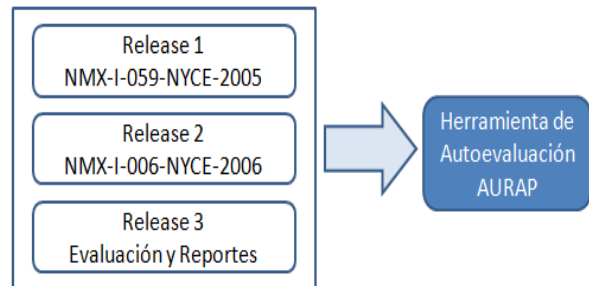 Release 1
NMX-I-059-NYCE-2005
Release 2
NMX-I-006-NYCE-2006
Release 3
Evaluación y Reportes
Herramienta de
Autoevaluación
AURAP